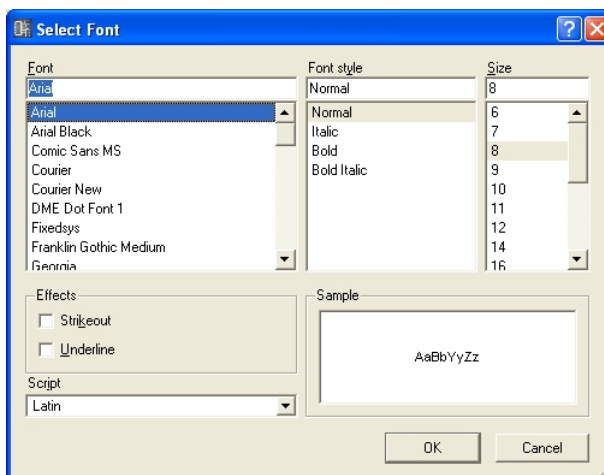 Select Font
Font
Arial
Arial
Arial Black
Comic Sans MS
Courier
Courier New
DME Dot Font 1
Fixedsys
Franklin Gothic Medium
Georgia
Font style
Normal
Normal
Italic
Bold
Bold Italic
Size
8
6
7
8
9
10
11
12
14
16
Effects
Strikeout
Underline
Script
Latin
Sample
AaBbYyZz
OK
Cancel